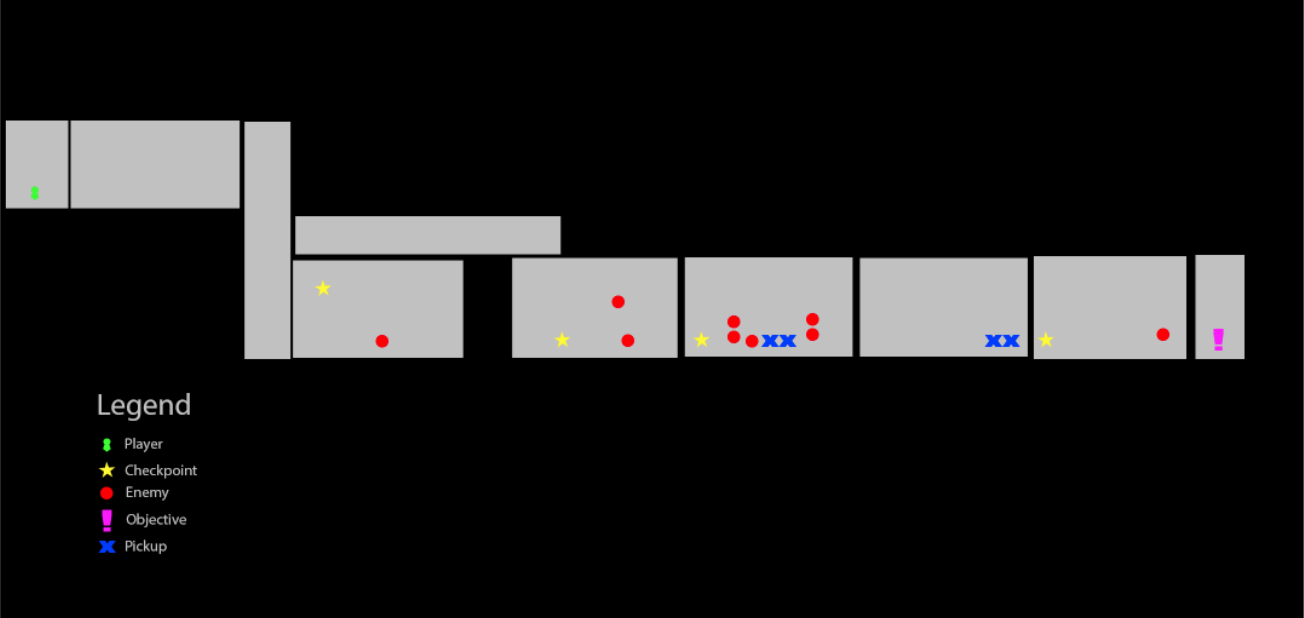 Legend
Player
Checkpoint
Enemy
Objective
Pickup